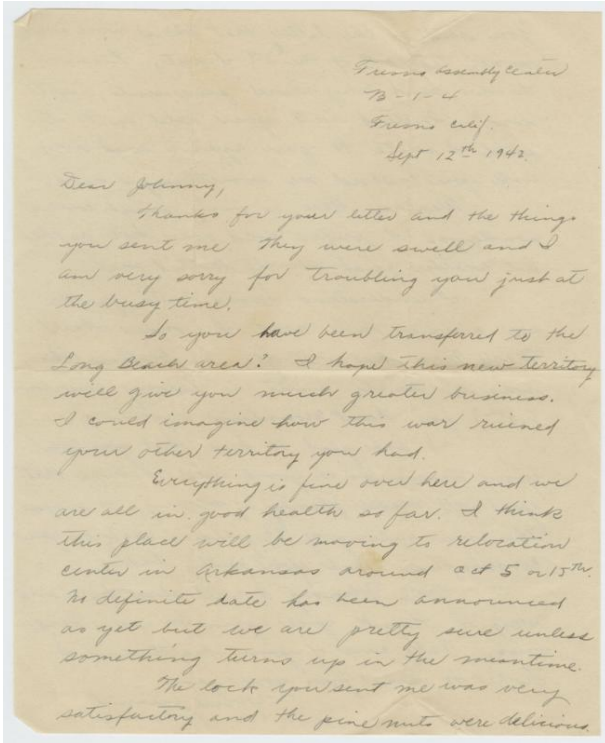 Fresno Assembly Center
B-1-4
Fresno Calif.
Sept 12th 1942.
Dear Johnny,
Thanks for your letter and the things
you sent me They were swell and I
am very sorry for troubling you just at
the busy time.
So you have been transferred to the
Long Beach area? I hope this new territory
will give you much greater business.
I could imagine how this war ruined
your other territory you had.
Everything is fine over here and we
are all in good health so far. I think
this place will be moving to relocation
center in Arkansas around Oct 5 or 15th.
No definite date has been announced
as yet but we are pretty sure unless
something turns up in the meantime.
The lock you sent me was very
satisfactory and the pine nuts were delicious.